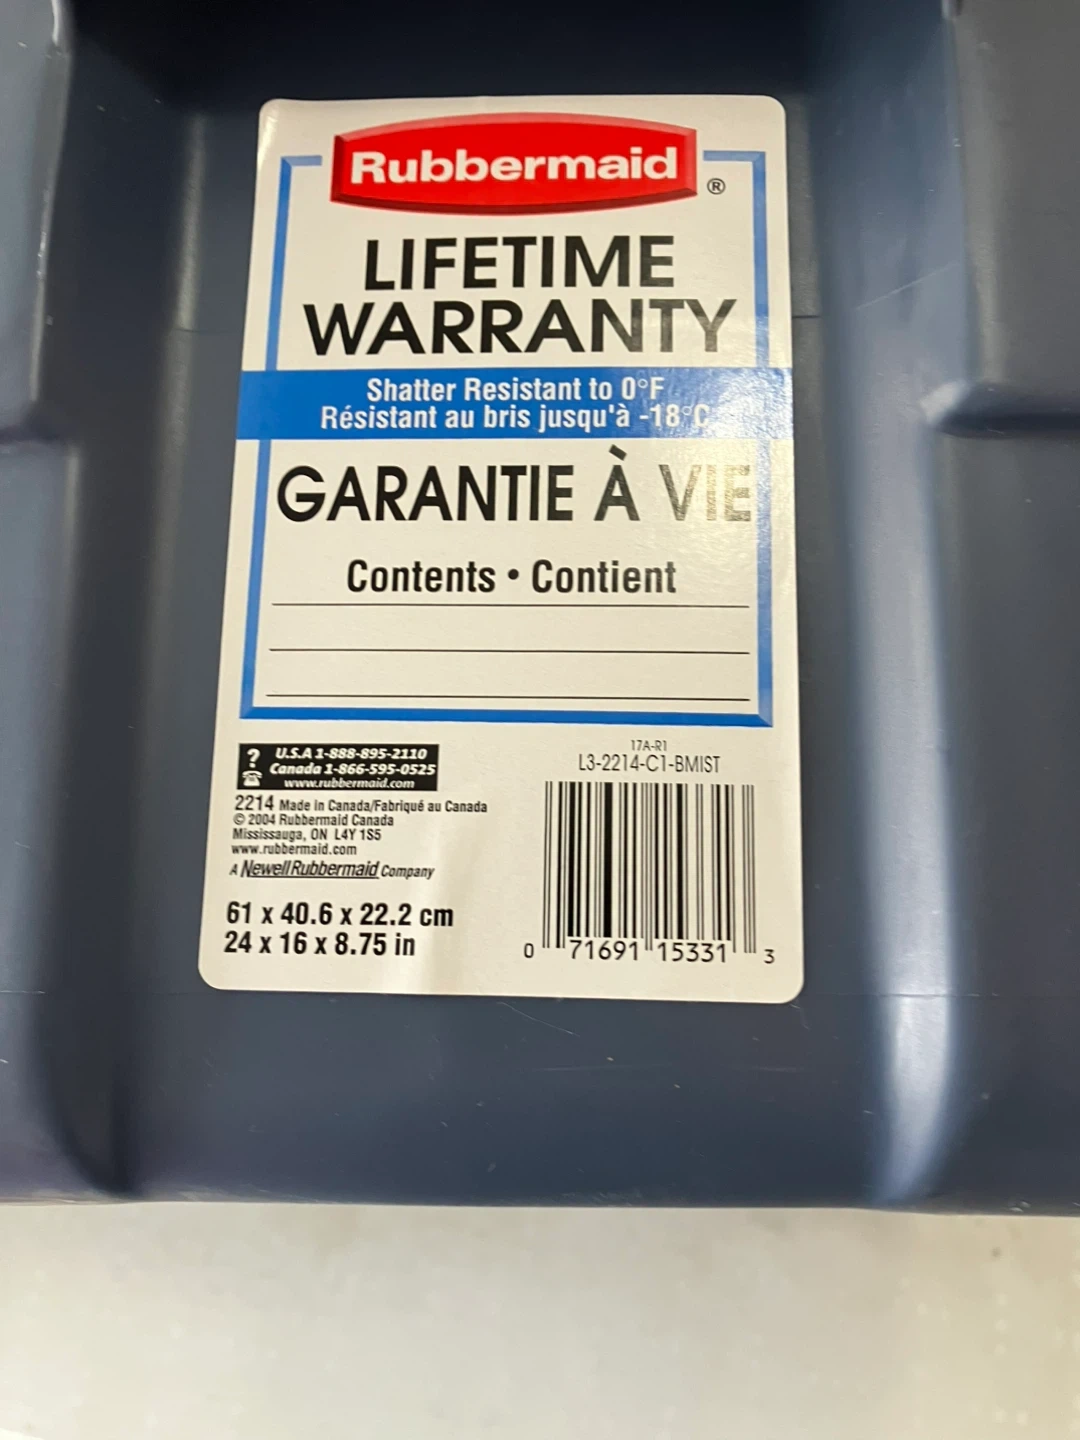 Rubbermaid ®
LIFETIME
WARRANTY
Shatter Resistant to 0°F
Résistant au bris jusqu'à -18°C
GARANTIE À VIE
Contents • Contient
? U.S.A 1-888-895-2110
Canada 1-866-595-0525
www.rubbermaid.com
2214 Made in Canada/Fabriqué au Canada
© 2004 Rubbermaid Canada
Mississauga, ON L4Y 1S5
www.rubbermaid.com
A Newell Rubbermaid Company
61 x 40.6 x 22.2 cm
24 x 16 x 8.75 in
17A-R1
L3-2214-C1-BMIST
0 71691 15331 3